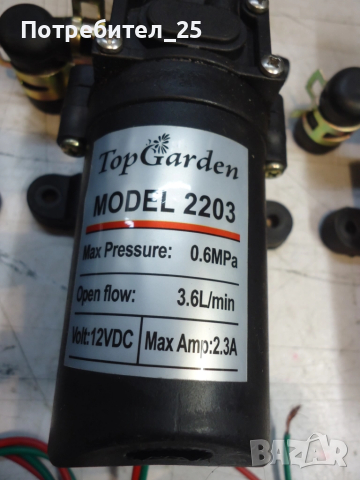 Потребител_25
TopGarden
MODEL 2203
Max Pressure: 0.6MPa
Open flow: 3.6L/min
Volt:12VDC Max Amp:2.3A
BAZAR